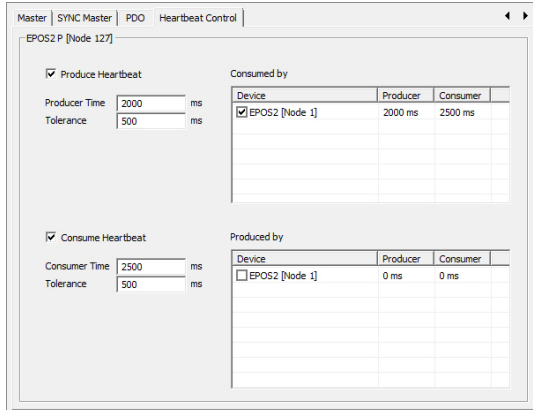 Master SYNC Master PDO Heartbeat Control
EPOS2 P [Node 127]
Produce Heartbeat
Consumed by
Producer Time 2000 ms
Tolerance 500 ms
Device Producer Consumer
EPOS2 [Node 1] 2000 ms 2500 ms
Consume Heartbeat
Produced by
Consumer Time 2500 ms
Tolerance 500 ms
Device Producer Consumer
EPOS2 [Node 1] 0 ms 0 ms